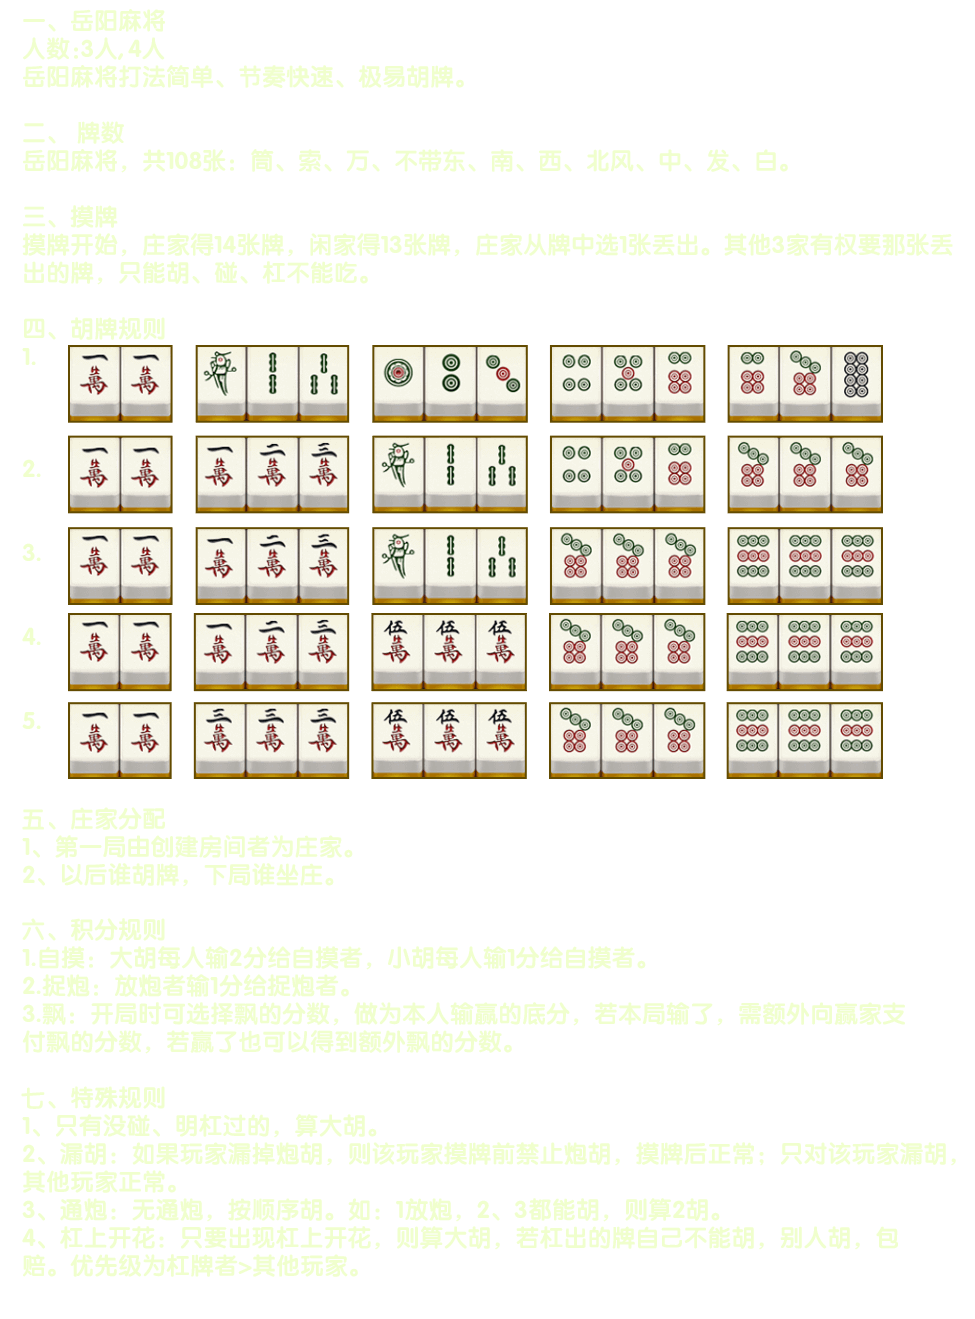 一、岳阳麻将
人数:3人, 4人
岳阳麻将打法简单、节奏快速、极易胡牌。
二、 牌数
岳阳麻将，共108张：筒、索、万、不带东、南、西、北风、中、发、白。
三、摸牌
摸牌开始，庄家得14张牌，闲家得13张牌，庄家从牌中选1张丢出。其他3家有权要那张丢
出的牌，只能胡、碰、杠不能吃。
四、胡牌规则
1.
一萬 一萬
2.
一萬 一萬 一萬 二萬 三萬
3.
一萬 一萬 一萬 二萬 三萬
4.
一萬 一萬 一萬 二萬 三萬 伍萬 伍萬 伍萬
5.
一萬 一萬 三萬 三萬 三萬 伍萬 伍萬 伍萬
五、庄家分配
1、第一局由创建房间者为庄家。
2、以后谁胡牌，下局谁坐庄。
六、积分规则
1.自摸：大胡每人输2分给自摸者，小胡每人输1分给自摸者。
2.捉炮：放炮者输1分给捉炮者。
3.飘：开局时可选择飘的分数，做为本人输赢的底分，若本局输了，需额外向赢家支
付飘的分数，若赢了也可以得到额外飘的分数。
七、特殊规则
1、只有没碰、明杠过的，算大胡。
2、漏胡：如果玩家漏掉炮胡，则该玩家摸牌前禁止炮胡，摸牌后正常；只对该玩家漏胡，
其他玩家正常。
3、通炮：无通炮，按顺序胡。如：1放炮，2、3都能胡，则算2胡。
4、杠上开花：只要出现杠上开花，则算大胡，若杠出的牌自己不能胡，别人胡，包
赔。优先级为杠牌者>其他玩家。